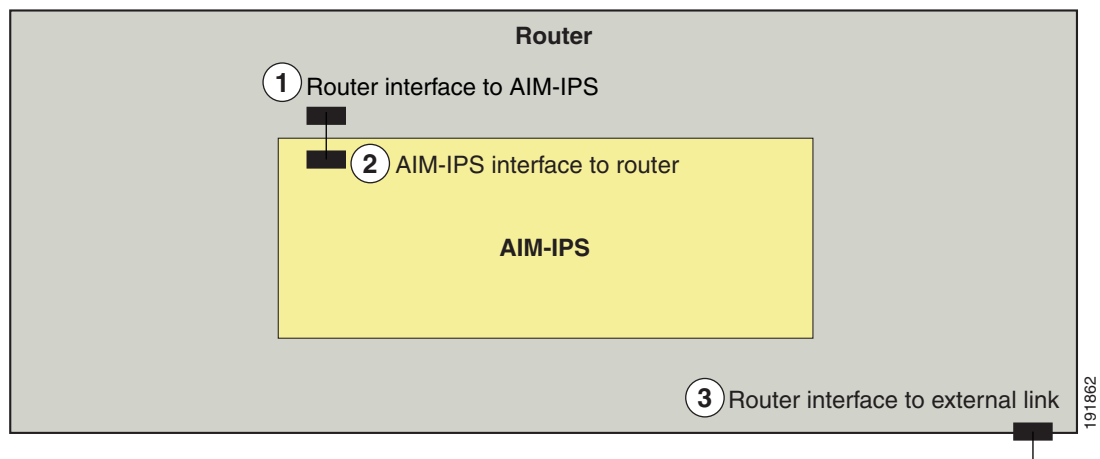 Router
1 Router interface to AIM-IPS
2 AIM-IPS interface to router
AIM-IPS
3 Router interface to external link
191862